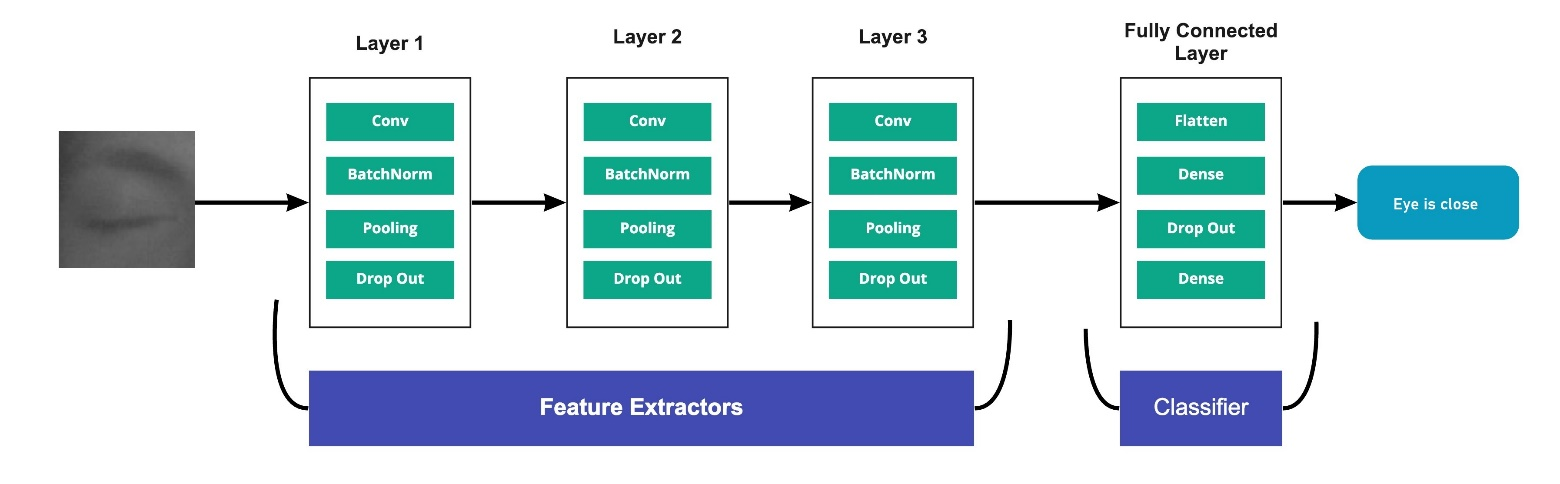 Layer 1
Layer 2
Layer 3
Fully Connected
Layer
Conv
BatchNorm
Pooling
Drop Out
Conv
BatchNorm
Pooling
Drop Out
Conv
BatchNorm
Pooling
Drop Out
Flatten
Dense
Drop Out
Dense
Eye is close
Feature Extractors
Classifier